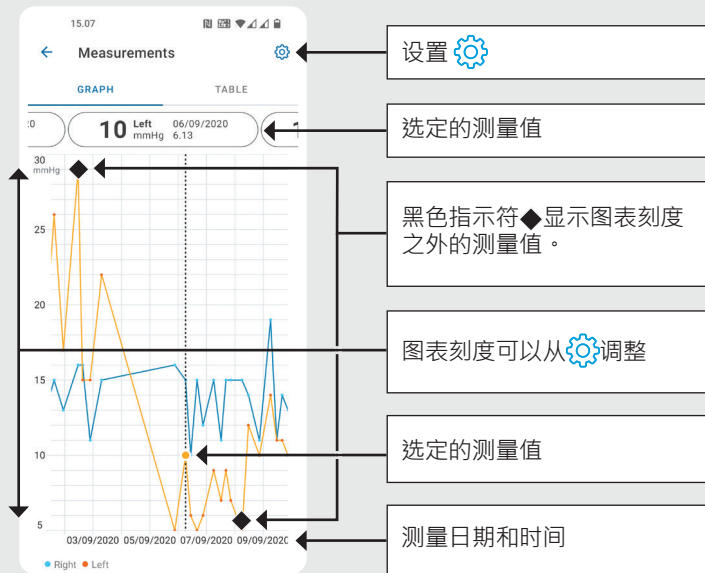 15.07
Measurements
GRAPH TABLE
10 Left 06/09/2020
mmHg 6.13
30
mmHg
25
20
15
10
5
03/09/2020 05/09/2020 07/09/2020 09/09/2020
Right Left
设置
选定的测量值
黑色指示符◆显示图表刻度
之外的测量值。
图表刻度可以从调整
选定的测量值
测量日期和时间